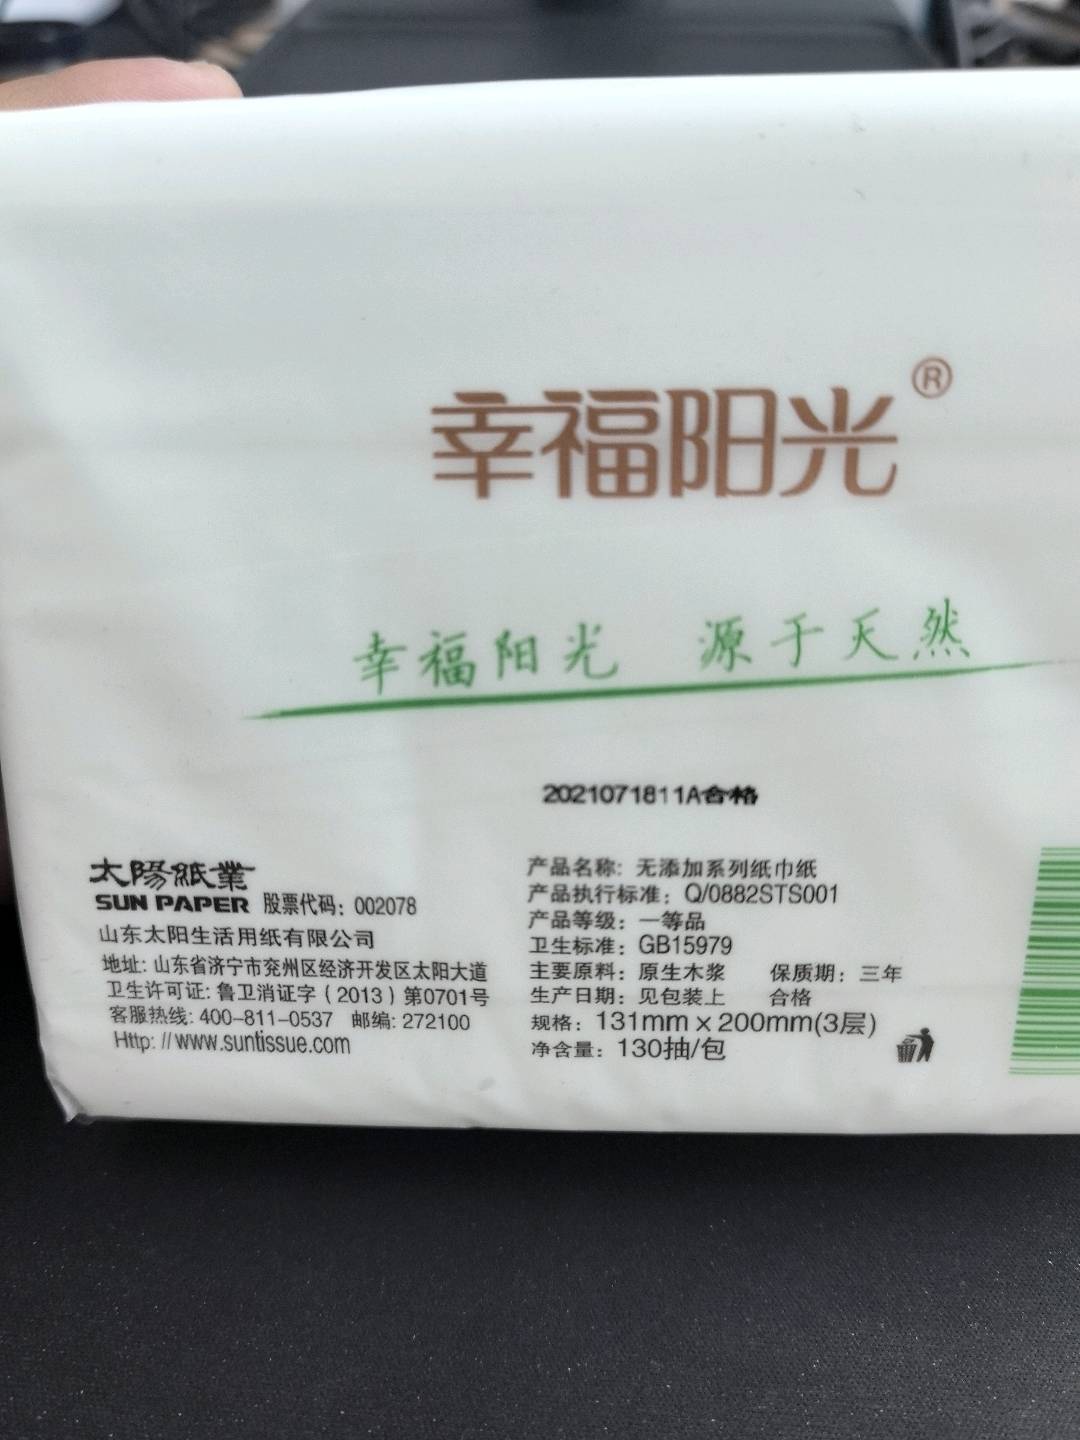 幸福阳光®
幸福阳光 源于天然
2021071811A合格
太陽紙業
SUN PAPER 股票代码：002078
山东太阳生活用纸有限公司
地址: 山东省济宁市兖州区经济开发区太阳大道
卫生许可证: 鲁卫消证字（2013）第0701号
客服热线: 400-811-0537 邮编: 272100
Http: //www.suntissue.com
产品名称：无添加系列纸巾纸
产品执行标准：Q/0882STS001
产品等级：一等品
卫生标准：GB15979
主要原料：原生木浆 保质期：三年
生产日期：见包装上 合格
规格：131mm×200mm(3层)
净含量：130抽/包